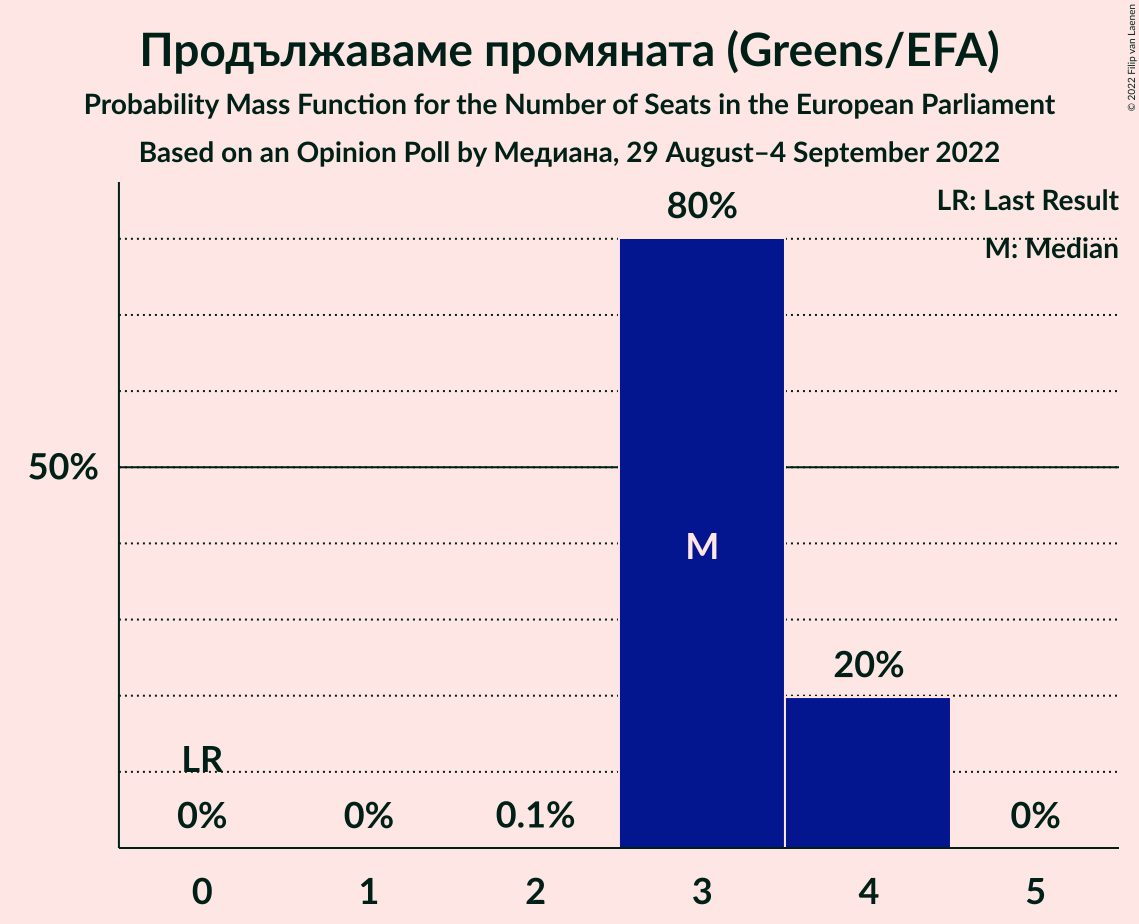 Продължаваме промяната (Greens/EFA)
Probability Mass Function for the Number of Seats in the European Parliament
Based on an Opinion Poll by Медиана, 29 August–4 September 2022
© 2022 Filip van Laenen
LR: Last Result
M: Median
80%
50%
M
20%
LR
0%
0%
0.1%
0%
0
1
2
3
4
5